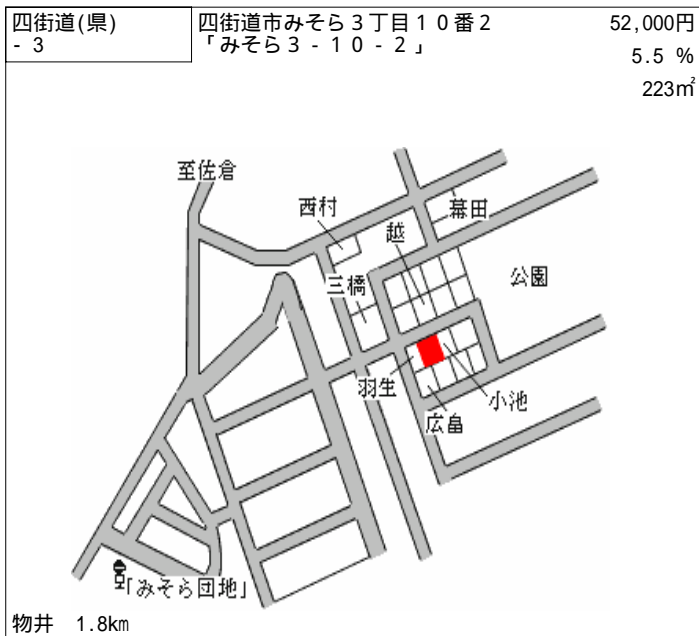 四街道(県)
- 3
四街道市みそら3丁目10番2
「みそら3 - 10 - 2」
52,000円
5.5 %
223㎡
至佐倉
西村
幕田
越
三橋
公園
羽生
小池
広畠
「みそら団地」
物井 1.8km